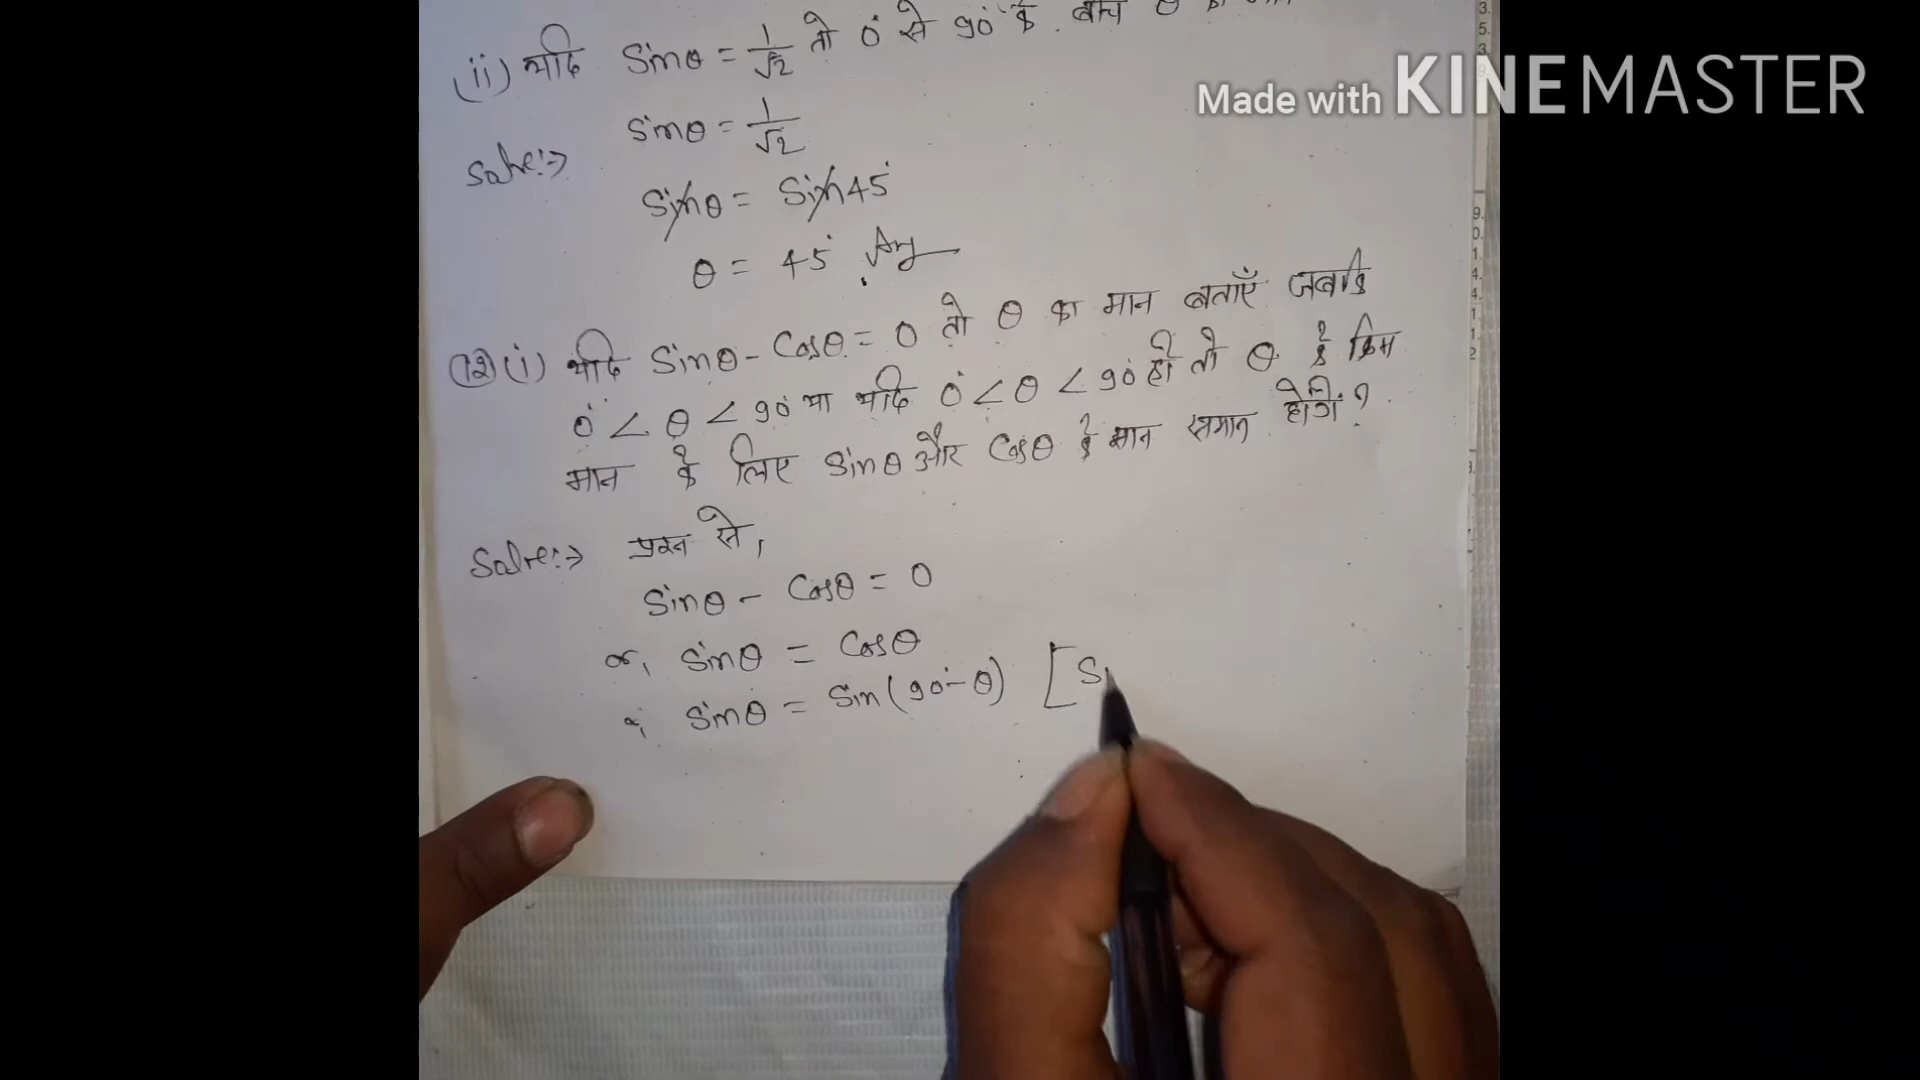 (ii) यदि Sinθ = 1/√2 तो 0° से 90° के बीच θ का
Made with KINEMASTER
Solve:→ Sinθ = 1/√2
Sinθ = Sin45°
θ = 45° Ans
(12)(i) यदि Sinθ - Cosθ = 0 तो θ का मान बताएँ जबकि
0° < θ < 90° या यदि 0° < θ < 90° हो तो θ के किस
मान के लिए Sinθ और Cosθ के मान समान होगें ?
Solve:→ प्रश्न से,
Sinθ - Cosθ = 0
or, Sinθ = Cosθ
or, Sinθ = Sin(90°-θ) [Si